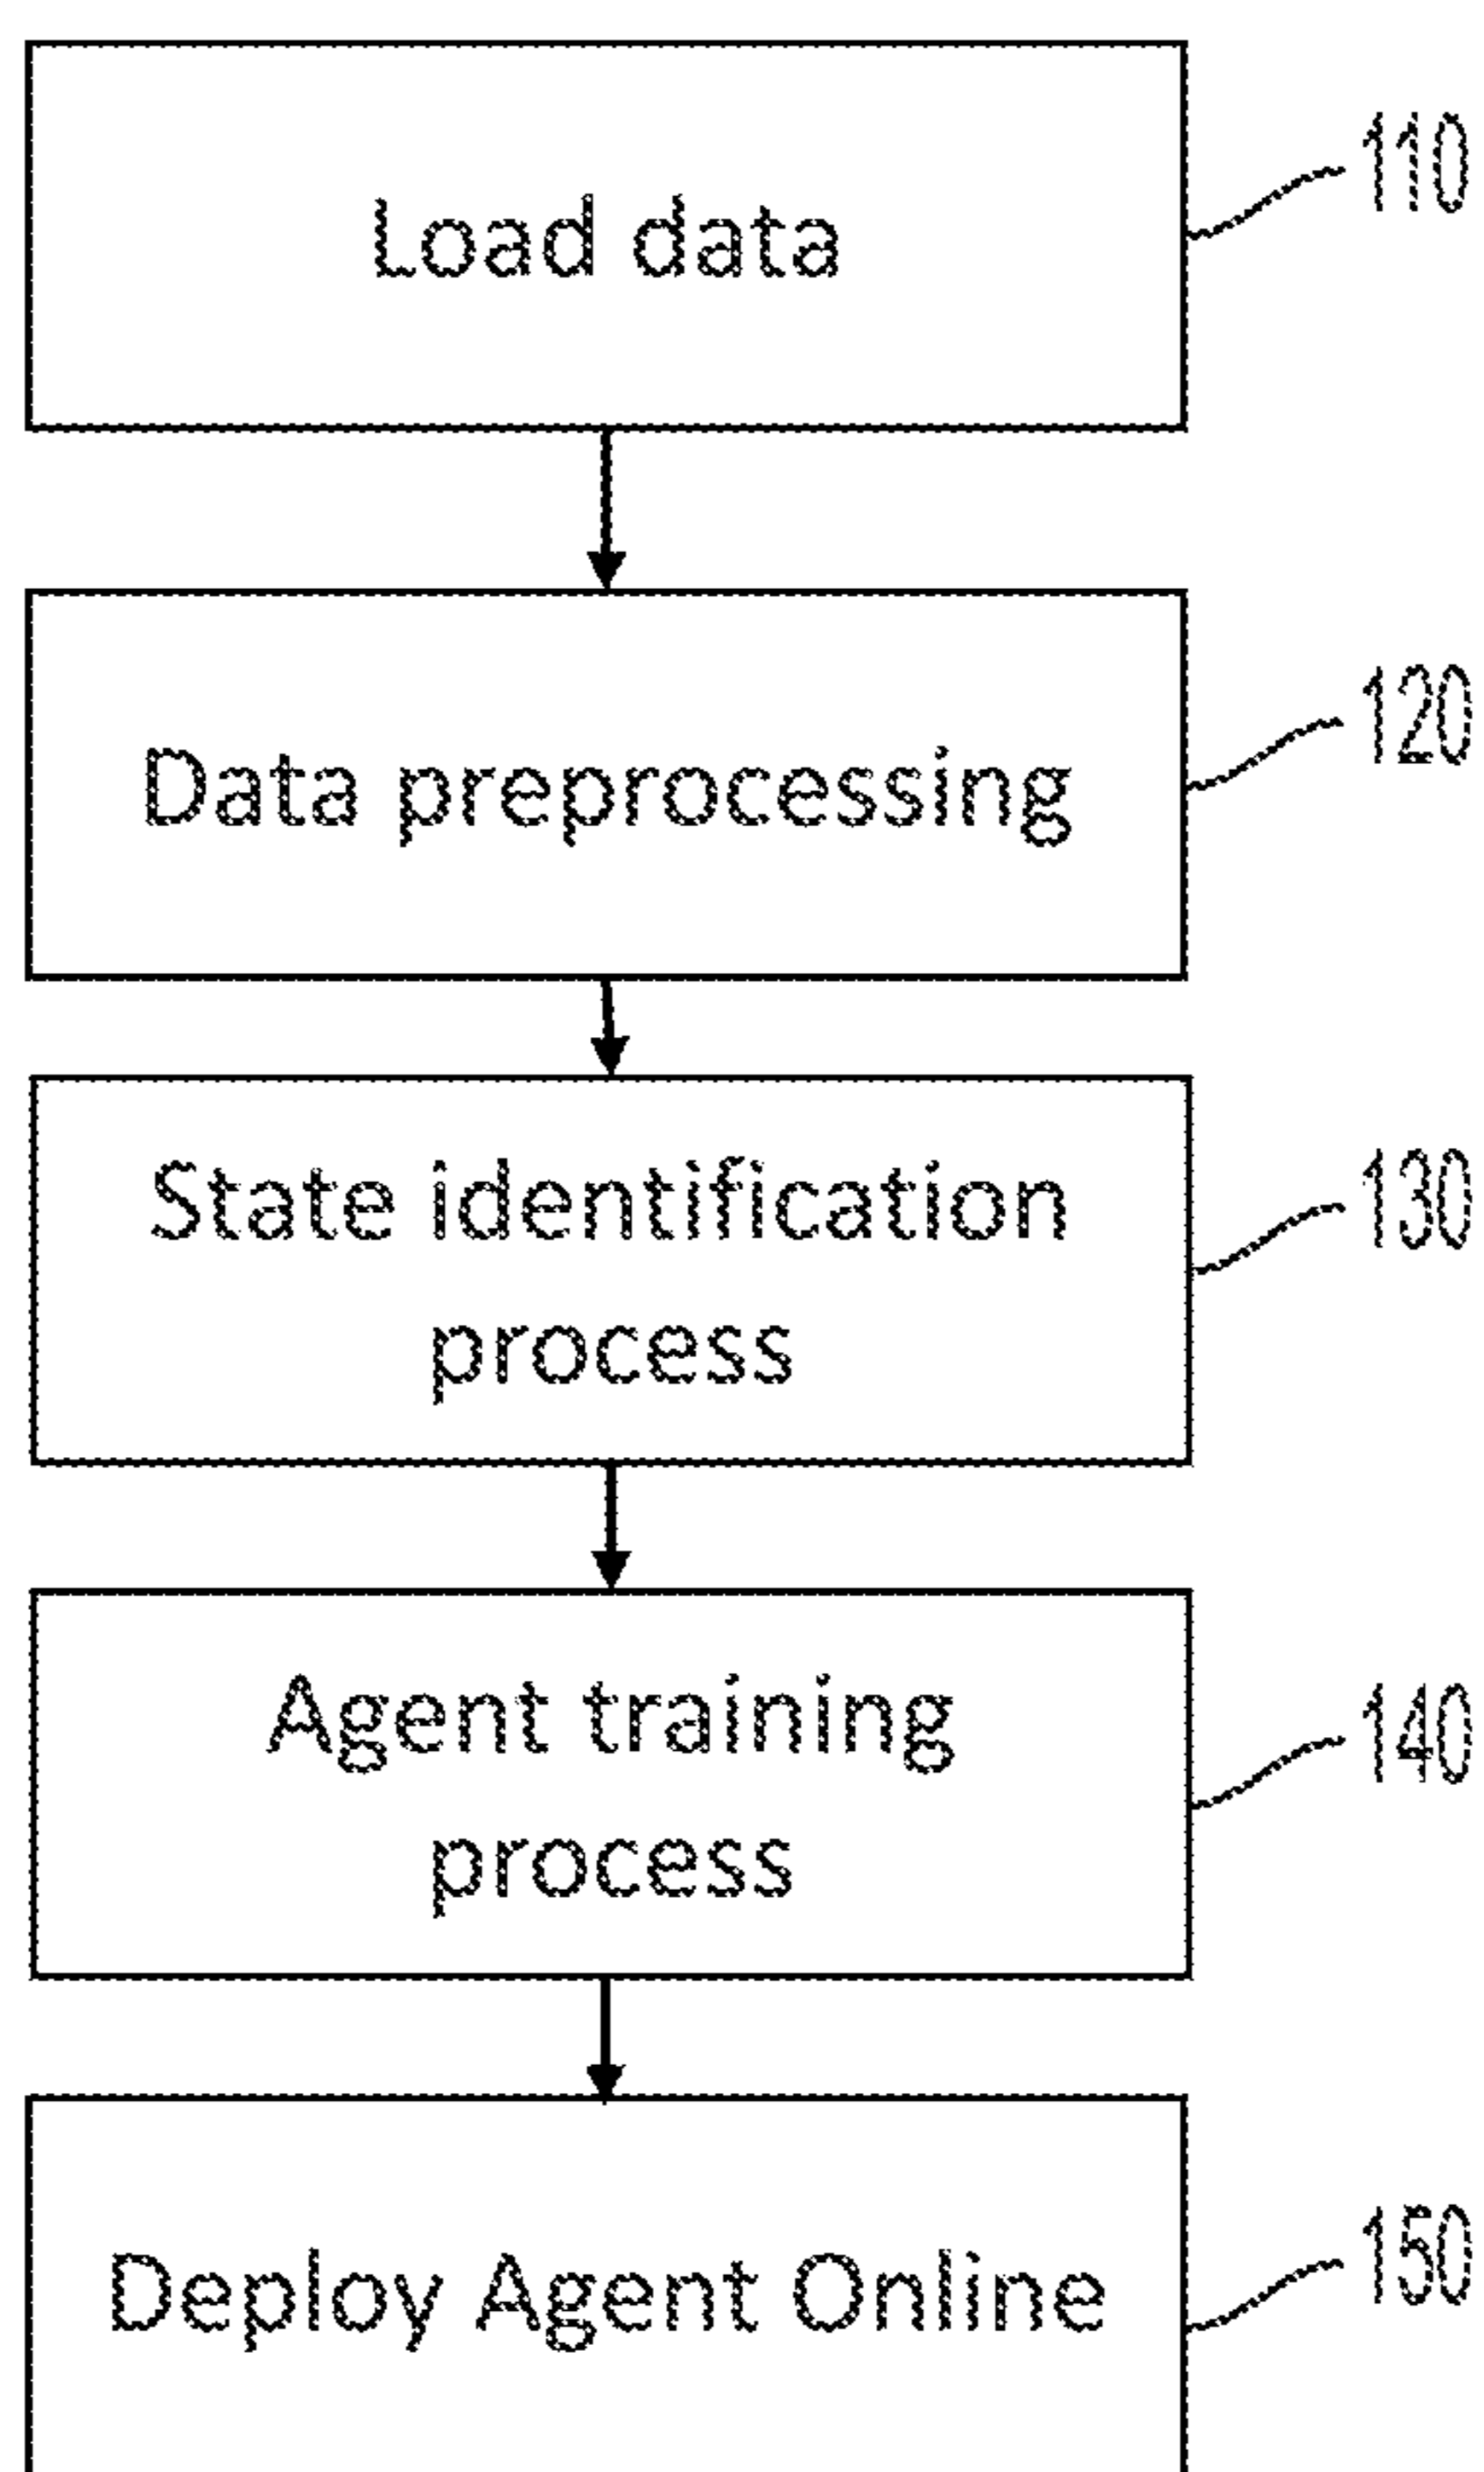 Load data
110
Data preprocessing
120
State identification
process
130
Agent training
process
140
Deploy Agent Online
150